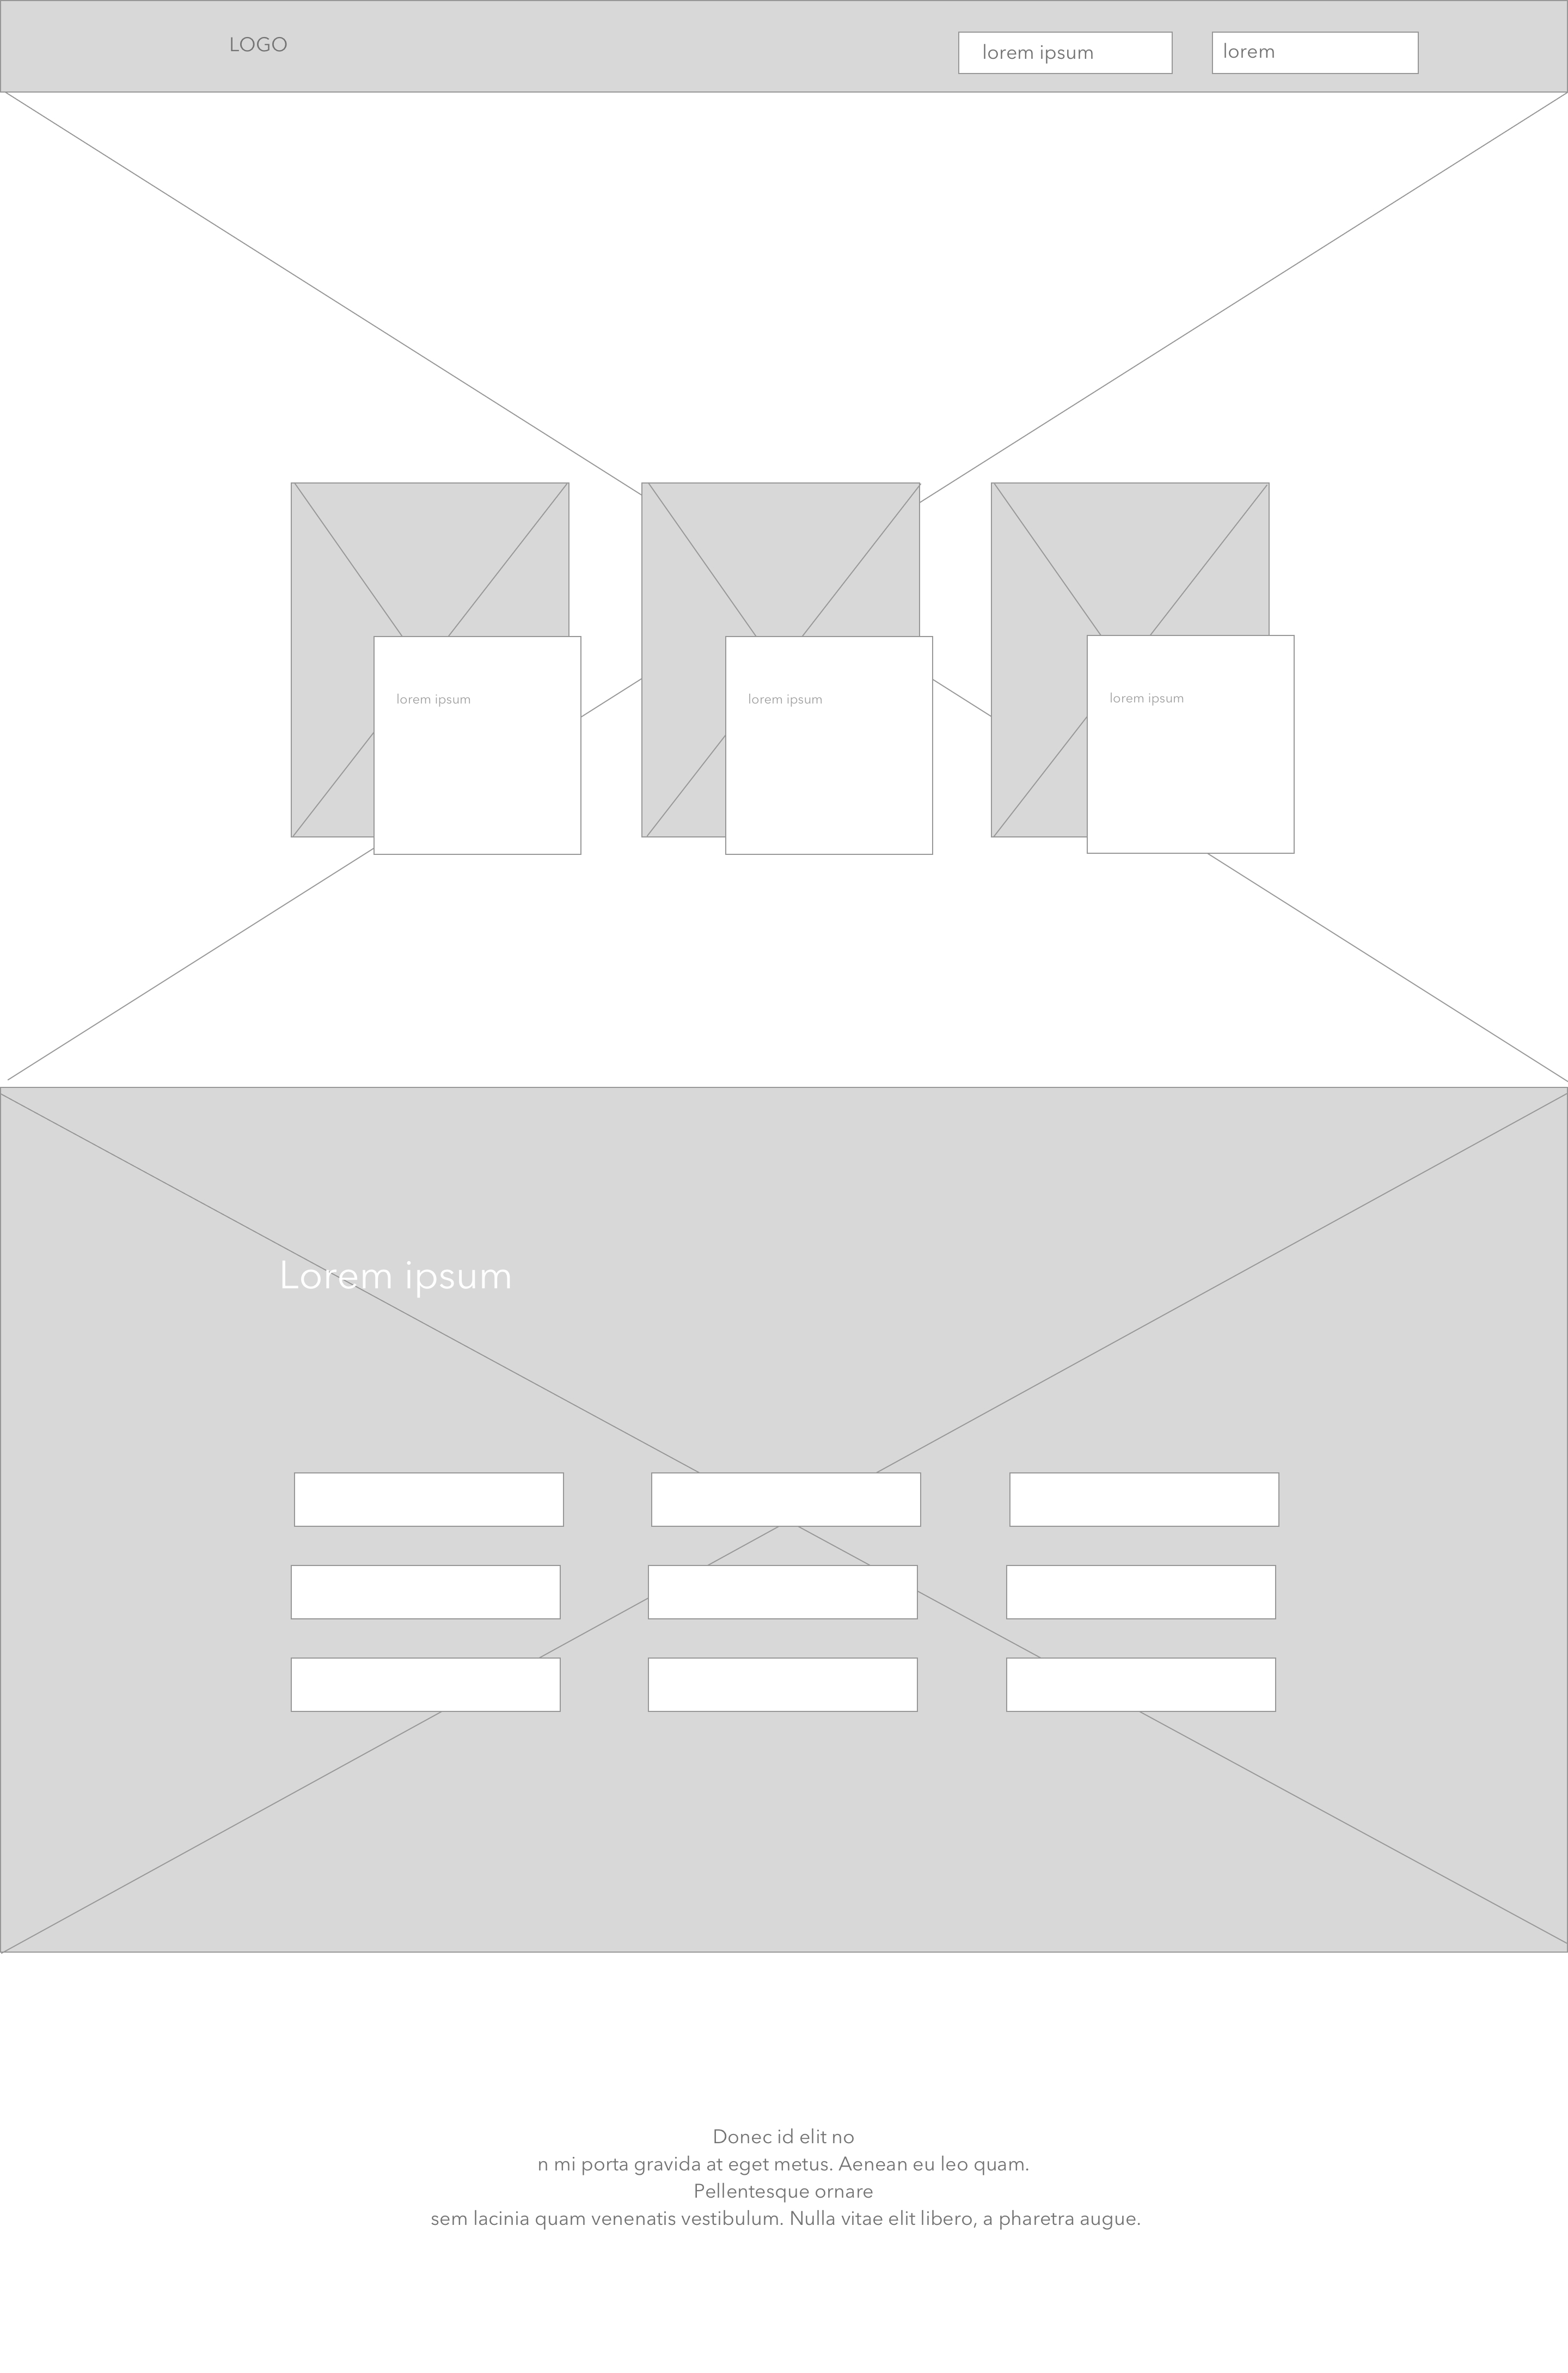 LOGO
lorem ipsum
lorem
lorem ipsum
lorem ipsum
lorem ipsum
Lorem ipsum
Donec id elit no
n mi porta gravida at eget metus. Aenean eu leo quam.
Pellentesque ornare
sem lacinia quam venenatis vestibulum. Nulla vitae elit libero, a pharetra augue.